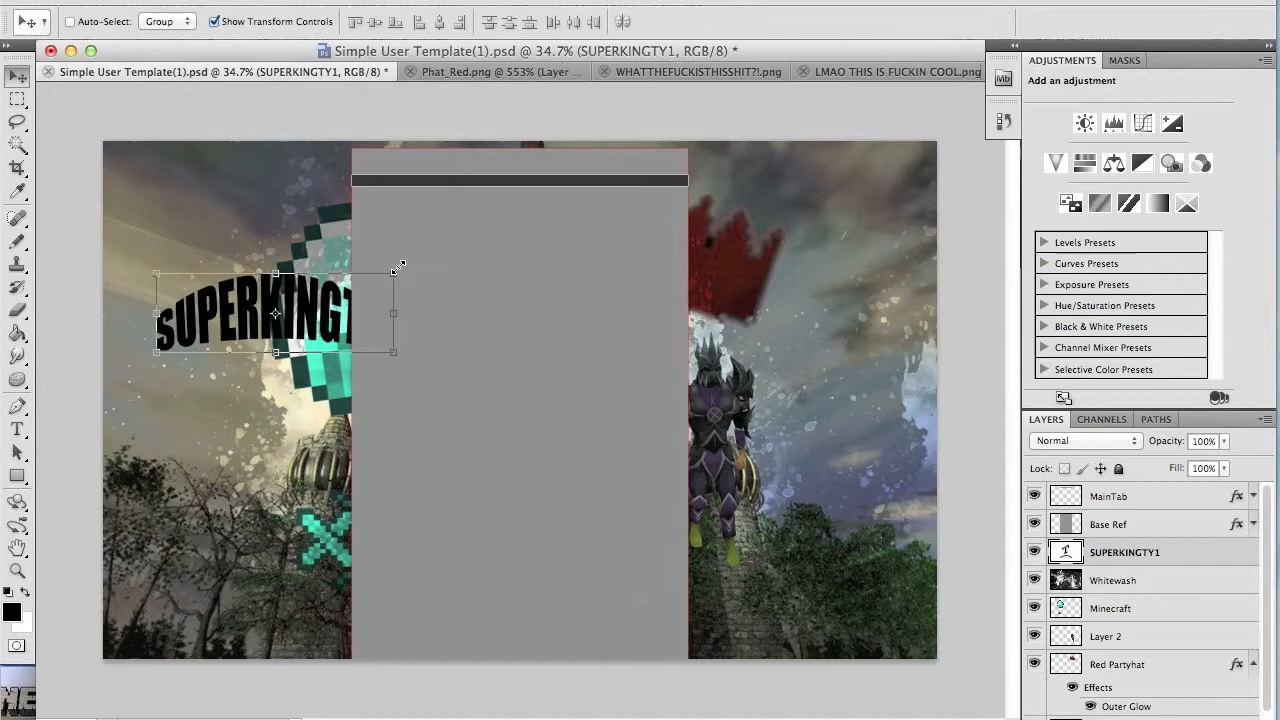 Auto-Select: Group Show Transform Controls
Simple User Template(1).psd @ 34.7% (SUPERKINGTY1, RGB/8) *
Simple User Template(1).psd @ 34.7% (SUPERKINGTY1, RGB/8) * Phat_Red.png @ 553% (Layer ... WHATTHEFUCKISTHISSHIT?!.png LMAO THIS IS FUCKIN COOL.png
SUPERKINGT
Mb
ADJUSTMENTS MASKS
Add an adjustment
Levels Presets
Curves Presets
Exposure Presets
Hue/Saturation Presets
Black & White Presets
Channel Mixer Presets
Selective Color Presets
LAYERS CHANNELS PATHS
Normal Opacity: 100%
Lock: Fill: 100%
MainTab fx
Base Ref fx
SUPERKINGTY1
Whitewash
Minecraft
Layer 2
Red Partyhat fx
Effects
Outer Glow